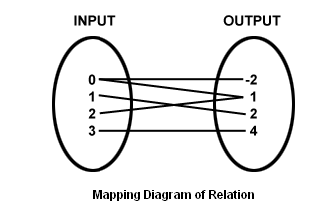 INPUT OUTPUT
0 -2
1 1
2 2
3 4
Mapping Diagram of Relation